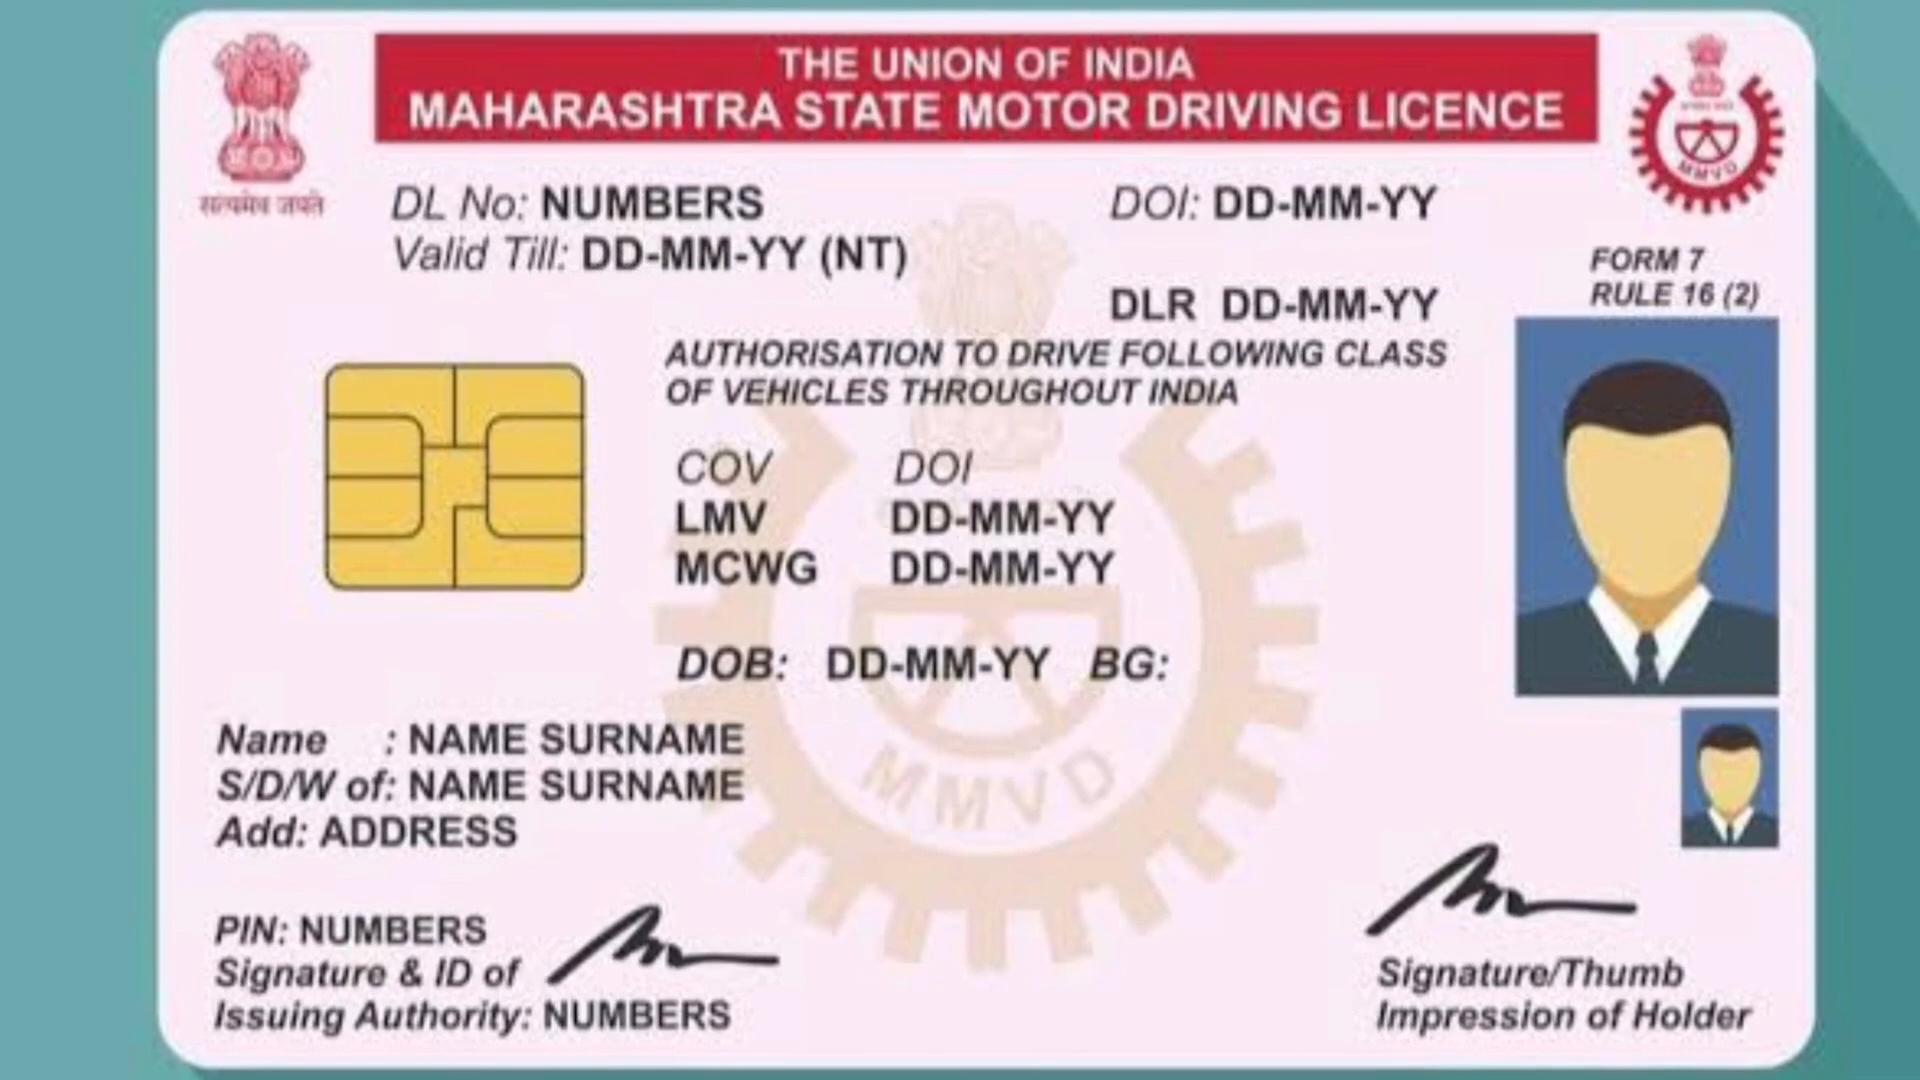 THE UNION OF INDIA
MAHARASHTRA STATE MOTOR DRIVING LICENCE
सत्यमेव जयते
MMVD
DL No: NUMBERS
DOI: DD-MM-YY
Valid Till: DD-MM-YY (NT)
FORM 7
RULE 16 (2)
DLR DD-MM-YY
AUTHORISATION TO DRIVE FOLLOWING CLASS
OF VEHICLES THROUGHOUT INDIA
COV DOI
LMV DD-MM-YY
MCWG DD-MM-YY
DOB: DD-MM-YY BG:
MMVD
Name : NAME SURNAME
S/D/W of: NAME SURNAME
Add: ADDRESS
PIN: NUMBERS
Signature & ID of
Issuing Authority: NUMBERS
Signature/Thumb
Impression of Holder